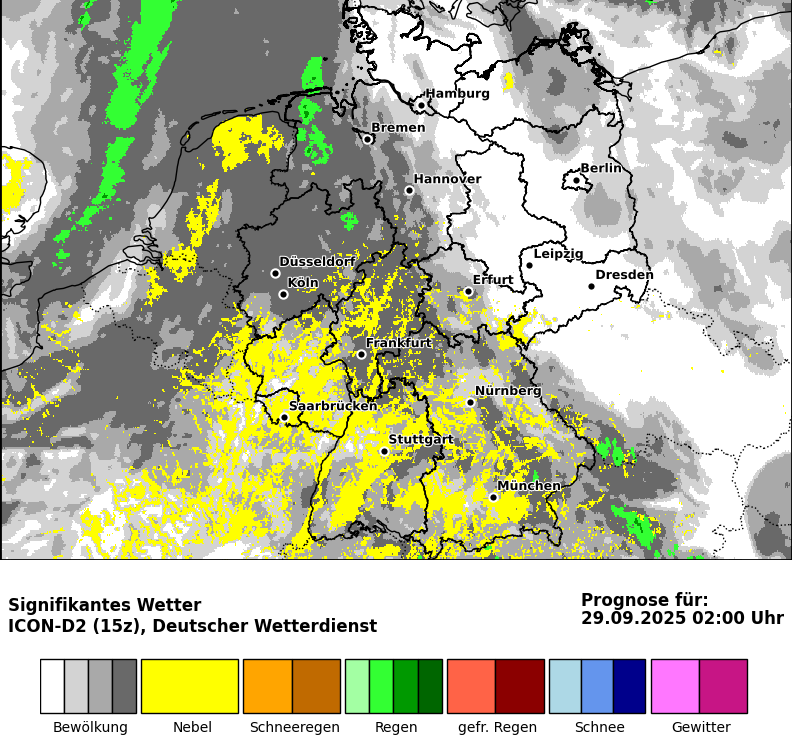 Hamburg
Bremen
Berlin
Hannover
Leipzig
Düsseldorf
Dresden
Köln
Erfurt
Frankfurt
Nürnberg
Saarbrücken
Stuttgart
München
Signifikantes Wetter
ICON-D2 (15z), Deutscher Wetterdienst
Prognose für:
29.09.2025 02:00 Uhr
Bewölkung Nebel Schneeregen Regen gefr. Regen Schnee Gewitter